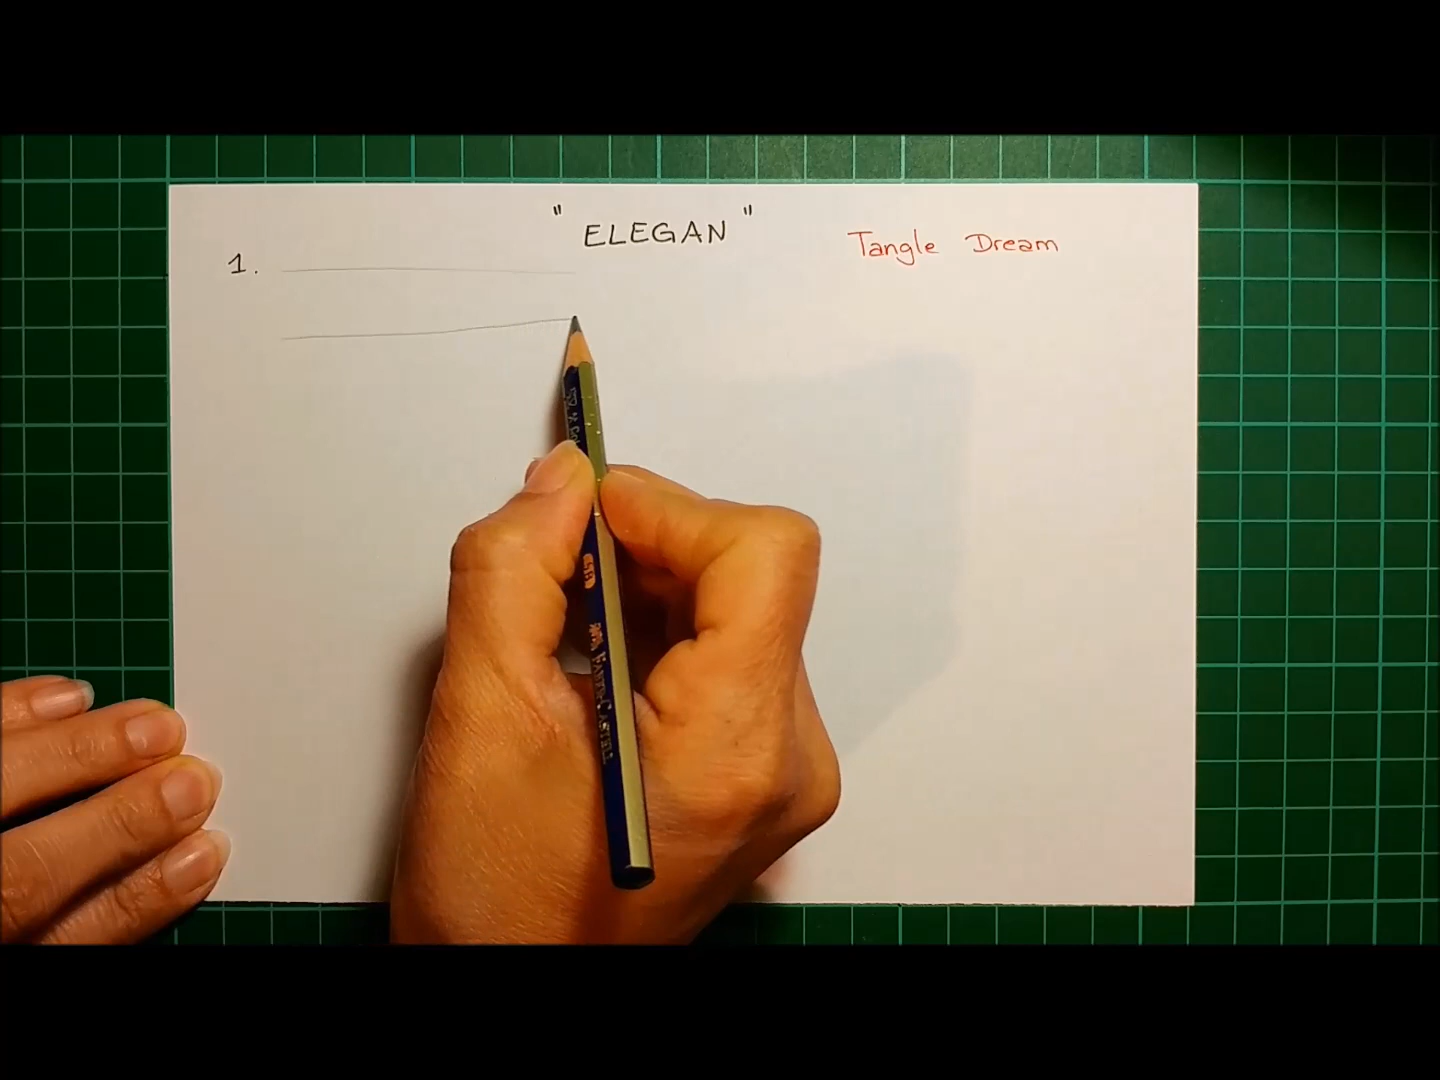 " ELEGAN "
Tangle Dream
1.
FABER-CASTELL